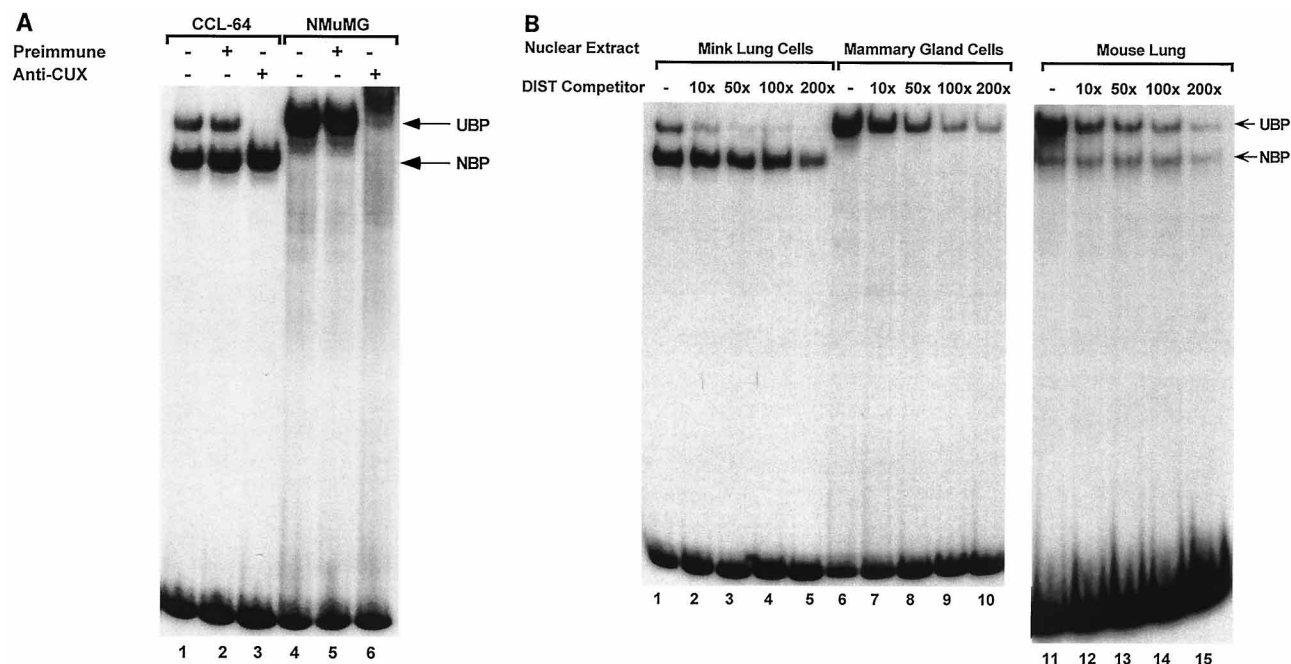 A
CCL-64 NMuMG
Preimmune - + - + 
Anti-CUX - - + - - +
UBP
NBP
1 2 3 4 5 6
B
Nuclear Extract Mink Lung Cells Mammary Gland Cells Mouse Lung
DIST Competitor - 10x 50x 100x 200x - 10x 50x 100x 200x - 10x 50x 100x 200x
UBP
NBP
1 2 3 4 5 6 7 8 9 10
11 12 13 14 15